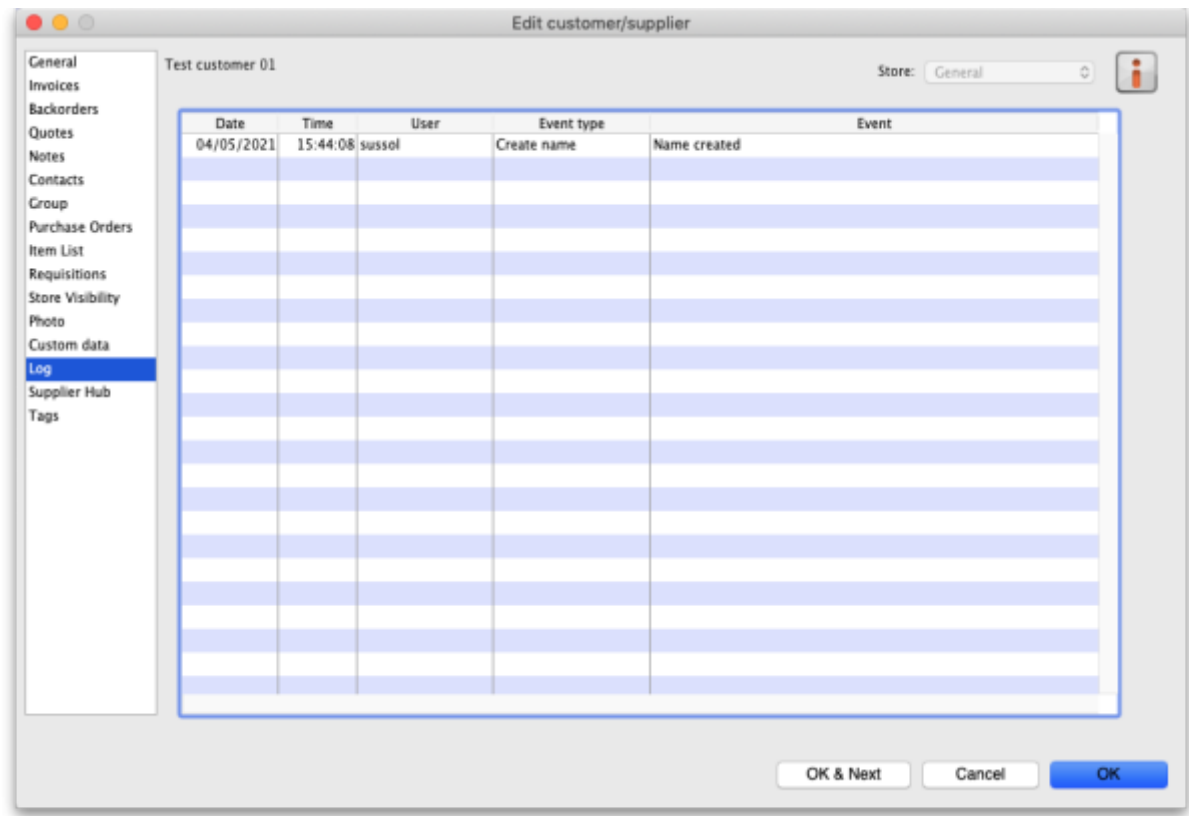 Edit customer/supplier
General
Invoices
Backorders
Quotes
Notes
Contacts
Group
Purchase Orders
Item List
Requisitions
Store Visibility
Photo
Custom data
Log
Supplier Hub
Tags
Test customer 01
Store: General
Date Time User Event type Event
04/05/2021 15:44:08 sussol Create name Name created
OK & Next Cancel OK